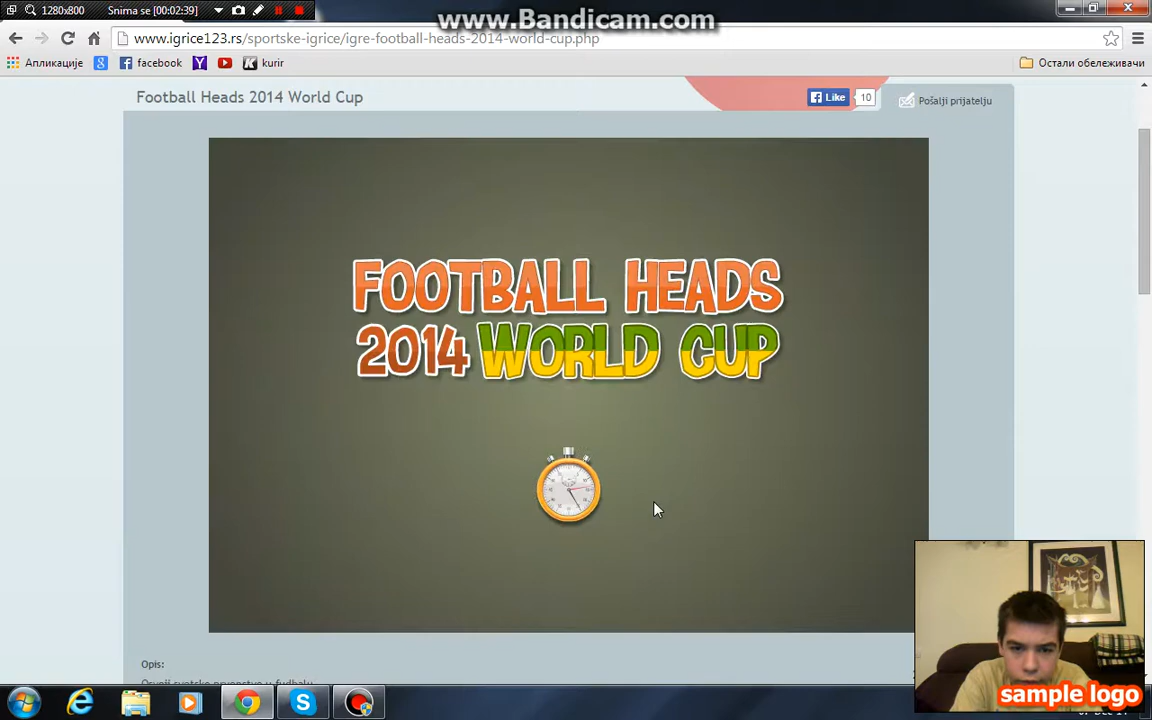 1280x800 Snima se [00:02:39]
www.Bandicam.com
www.igrice123.rs/sportske-igrice/igre-football-heads-2014-world-cup.php
Апликације facebook kurir Остали обележивачи
Football Heads 2014 World Cup Like 10 Pošalji prijatelju
FOOTBALL HEADS
2014 WORLD CUP
Opis:
sample logo